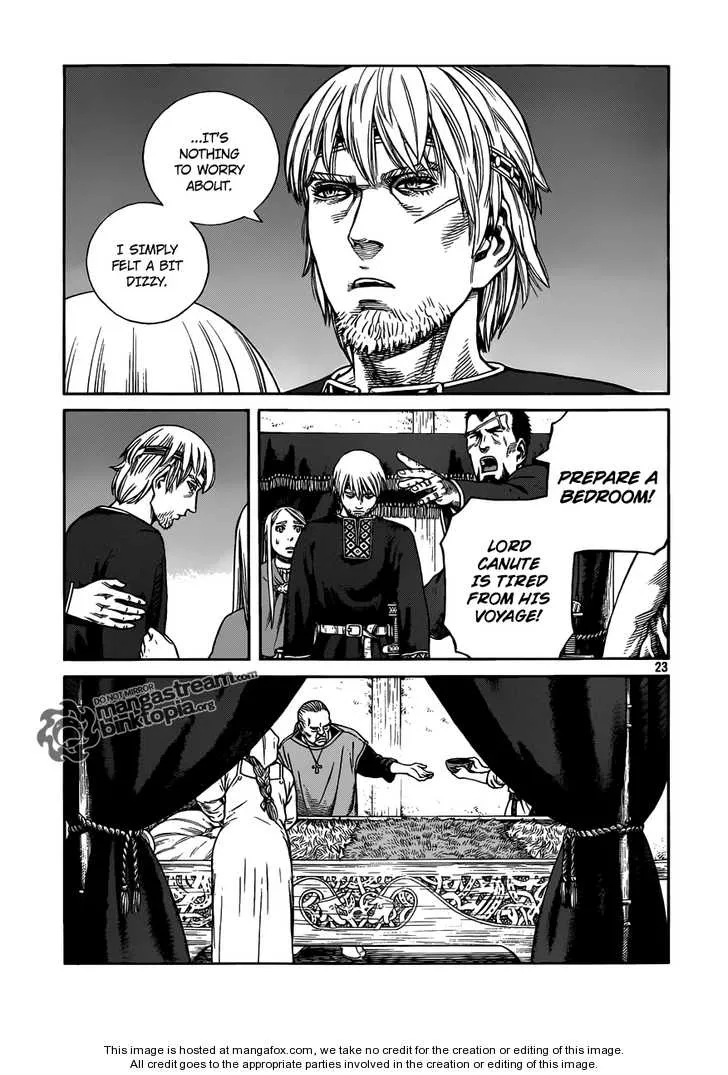 ...IT'S
NOTHING
TO WORRY
ABOUT.
I SIMPLY
FELT A BIT
DIZZY.
PREPARE A
BEDROOM!
LORD
CANUTE
IS TIRED
FROM HIS
VOYAGE!
23
DO NOT MIRROR
mangastream.com
binktopia.org
This image is hosted at mangafox.com, we take no credit for the creation or editing of this image.
All credit goes to the appropriate parties involved in the creation or editing of this image.